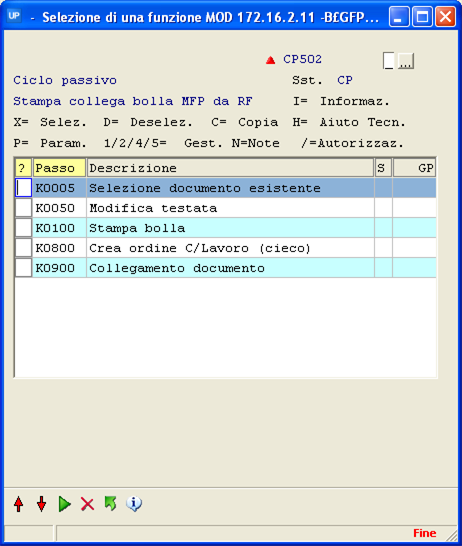 UP - Selezione di una funzione MOD 172.16.2.11 -B£GFP...
CP502 ...
Ciclo passivo Sst. CP
Stampa collega bolla MFP da RF I= Informaz.
X= Selez. D= Deselez. C= Copia H= Aiuto Tecn.
P= Param. 1/2/4/5= Gest. N=Note /=Autorizzaz.
? Passo Descrizione S GP
K0005 Selezione documento esistente
K0050 Modifica testata
K0100 Stampa bolla
K0800 Crea ordine C/Lavoro (cieco)
K0900 Collegamento documento
Fine